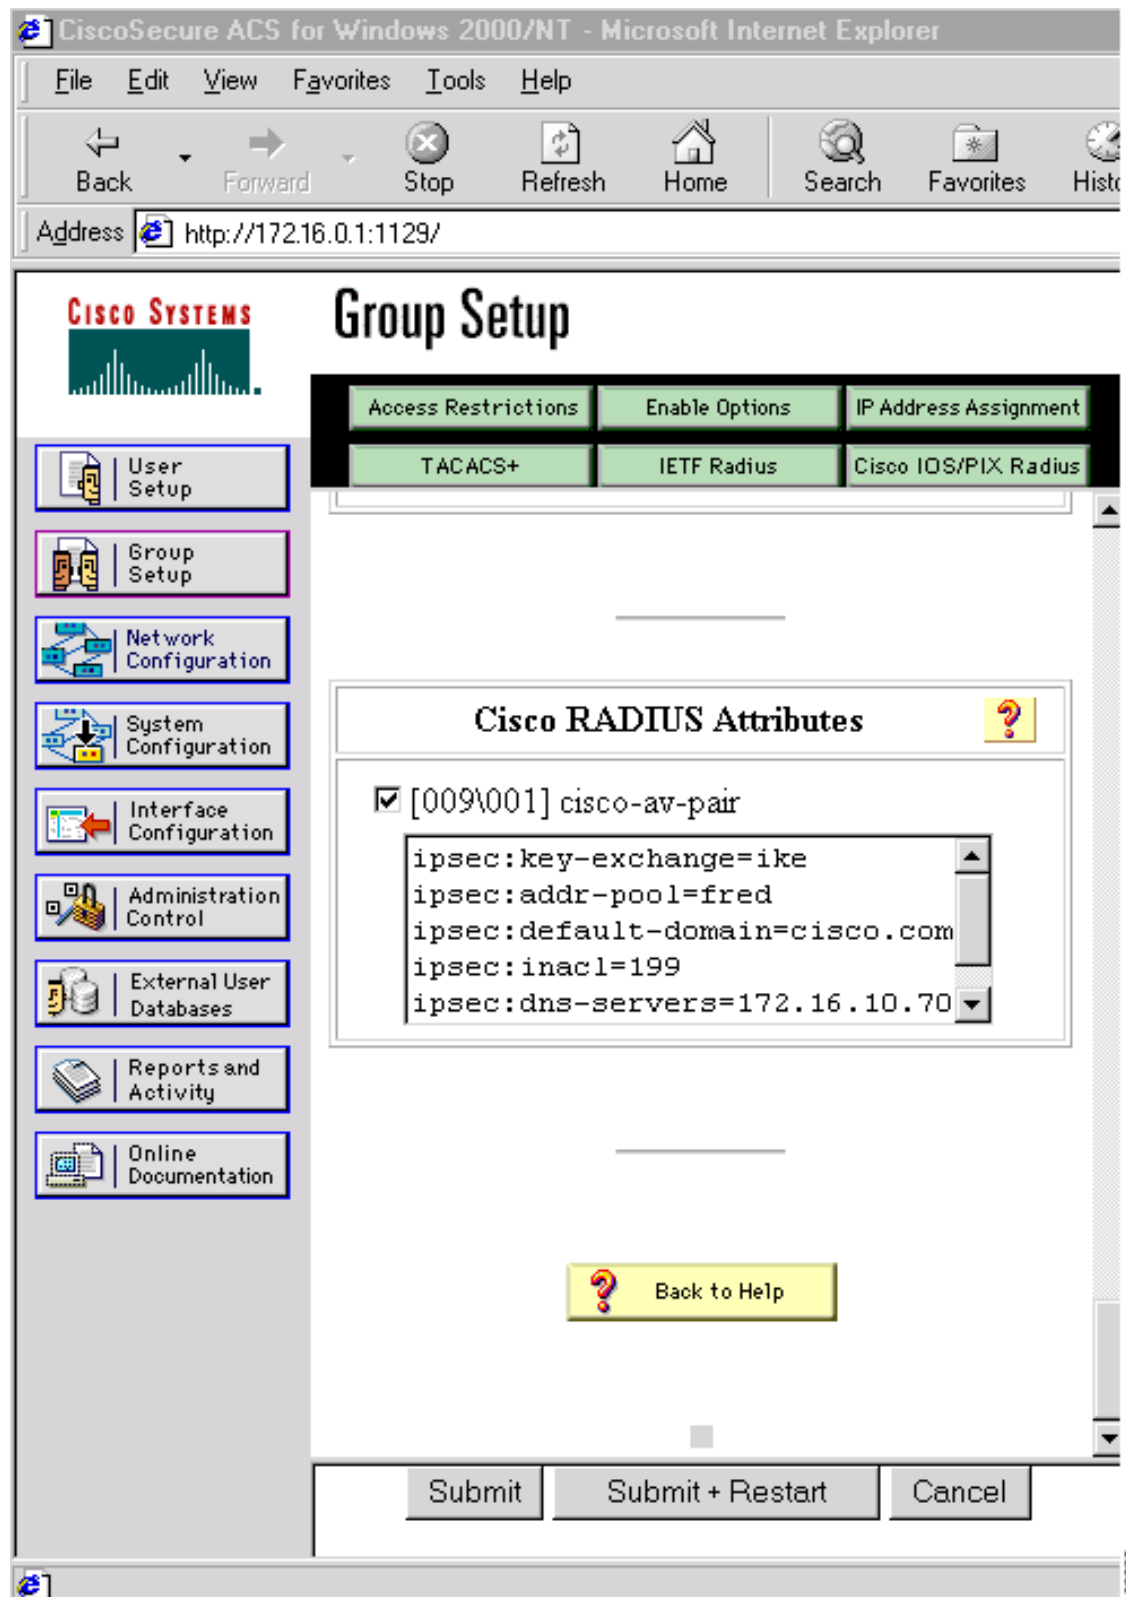 CiscoSecure ACS for Windows 2000/NT - Microsoft Internet Explorer
File Edit View Favorites Tools Help
Back Forward Stop Refresh Home Search Favorites
Address http://172.16.0.1:1129/
CISCO SYSTEMS
Group Setup
Access Restrictions Enable Options IP Address Assignment
TACACS+ IETF Radius Cisco IOS/PIX Radius
User
Setup
Group
Setup
Network
Configuration
System
Configuration
Interface
Configuration
Administration
Control
External User
Databases
Reports and
Activity
Online
Documentation
Cisco RADIUS Attributes
[009\001] cisco-av-pair
ipsec:key-exchange=ike
ipsec:addr-pool=fred
ipsec:default-domain=cisco.com
ipsec:inacl=199
ipsec:dns-servers=172.16.10.70
Back to Help
Submit Submit + Restart Cancel